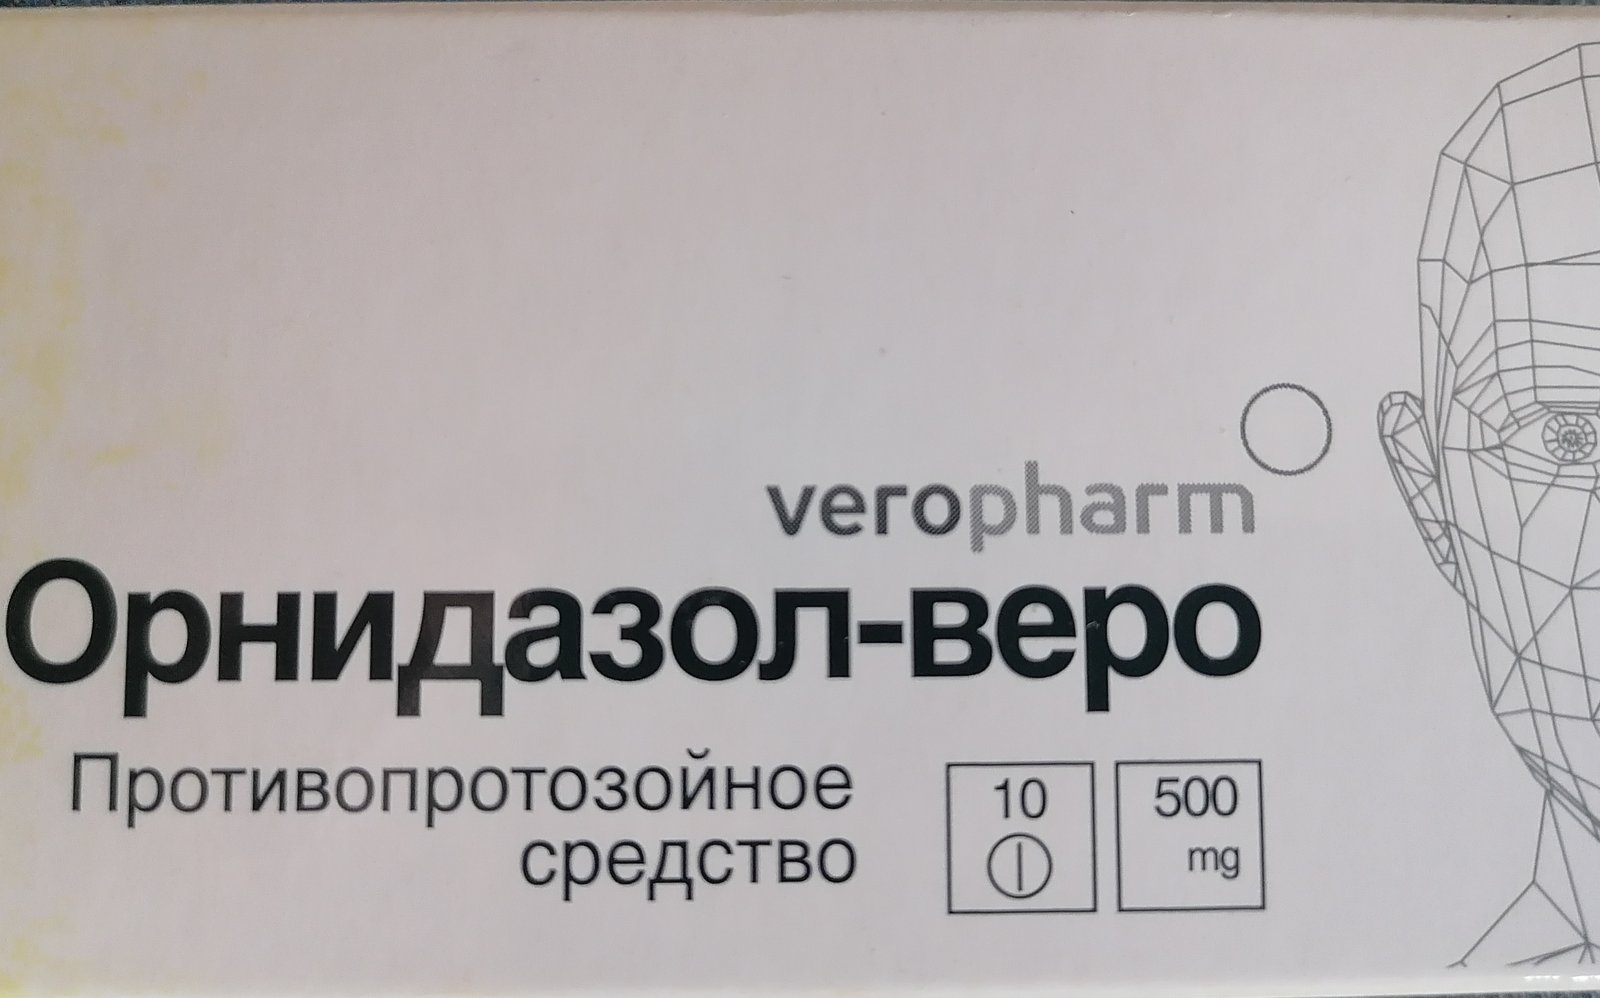 veropharm
Орнидазол-веро
Противопротозойное
средство
10
500
mg